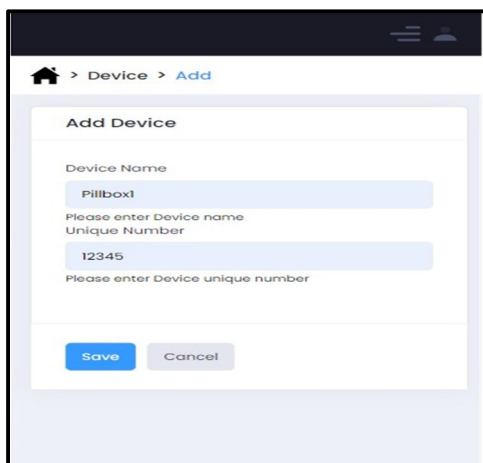 > Device > Add
Add Device
Device Name
Pillbox1
Please enter Device name
Unique Number
12345
Please enter Device unique number
Save Cancel